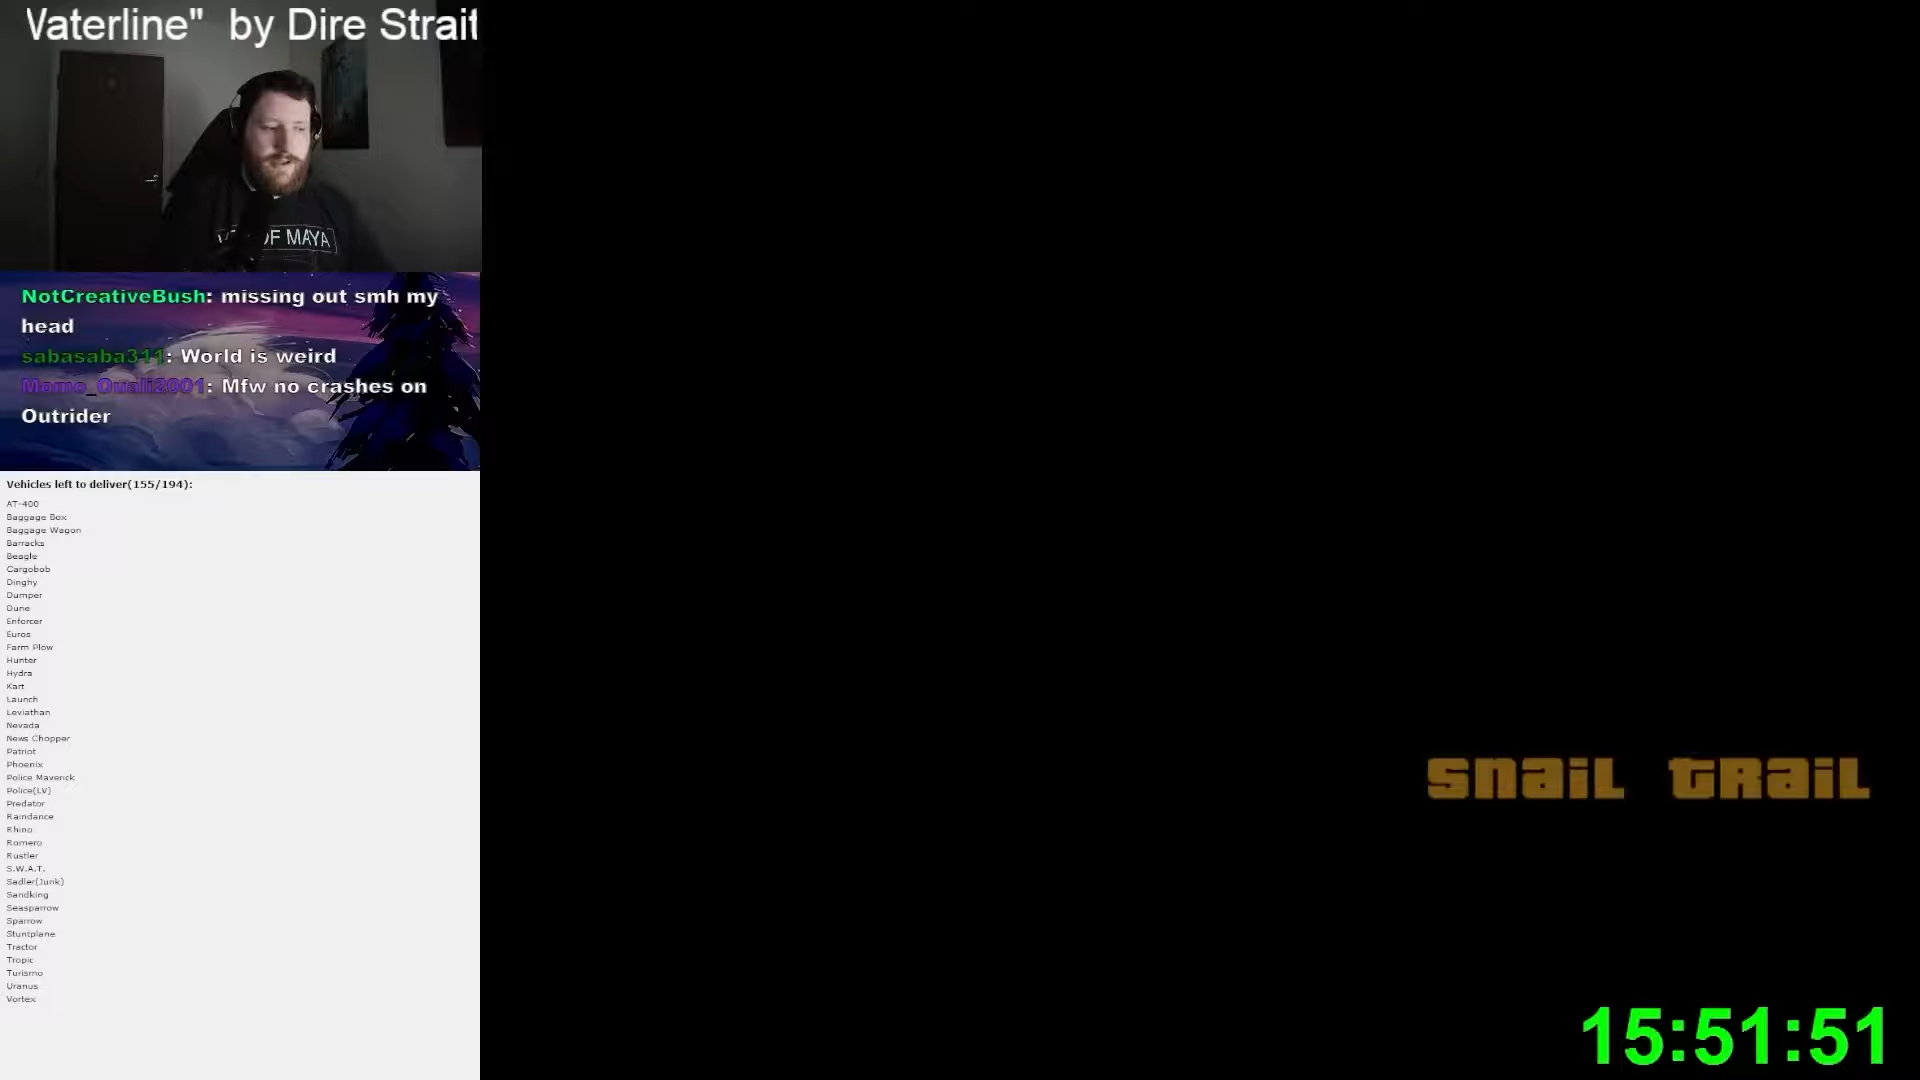 Waterline" by Dire Strait
OF MAYA
NotCreativeBush: missing out smh my
head
sabasaba311: World is weird
Momo_Ouali2001: Mfw no crashes on
Outrider
Vehicles left to deliver(155/194):
AT-400
Baggage Box
Baggage Wagon
Barracks
Beagle
Cargobob
Dinghy
Dumper
Dune
Enforcer
Euros
Farm Plow
Hunter
Hydra
Kart
Launch
Leviathan
Nevada
News Chopper
Patriot
Phoenix
Police Maverick
Police(LV)
Predator
Raindance
Rhino
Romero
Rustler
S.W.A.T.
Sadler(Junk)
Sandking
Seasparrow
Sparrow
Stuntplane
Tractor
Tropic
Turismo
Uranus
Vortex
Snail Trail
15:51:51